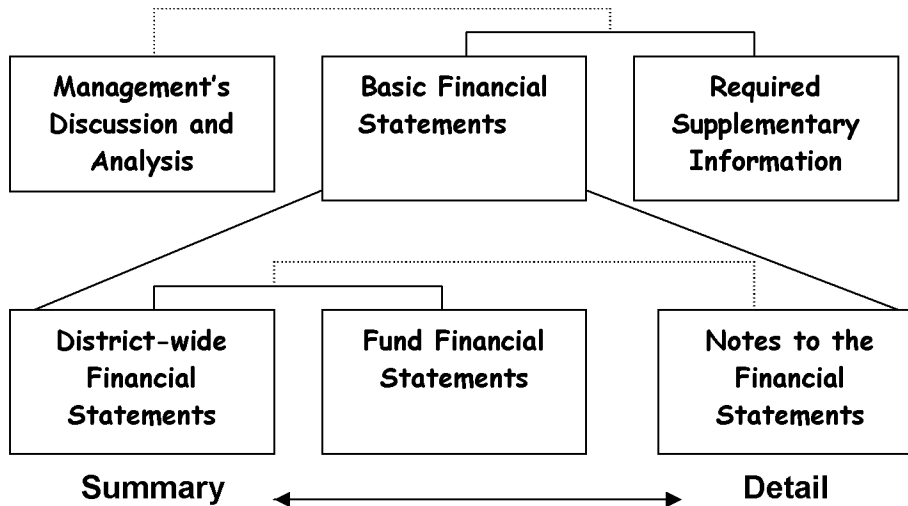 Management's
Discussion and
Analysis
Basic Financial
Statements
Required
Supplementary
Information
District-wide
Financial
Statements
Fund Financial
Statements
Notes to the
Financial
Statements
Summary
Detail